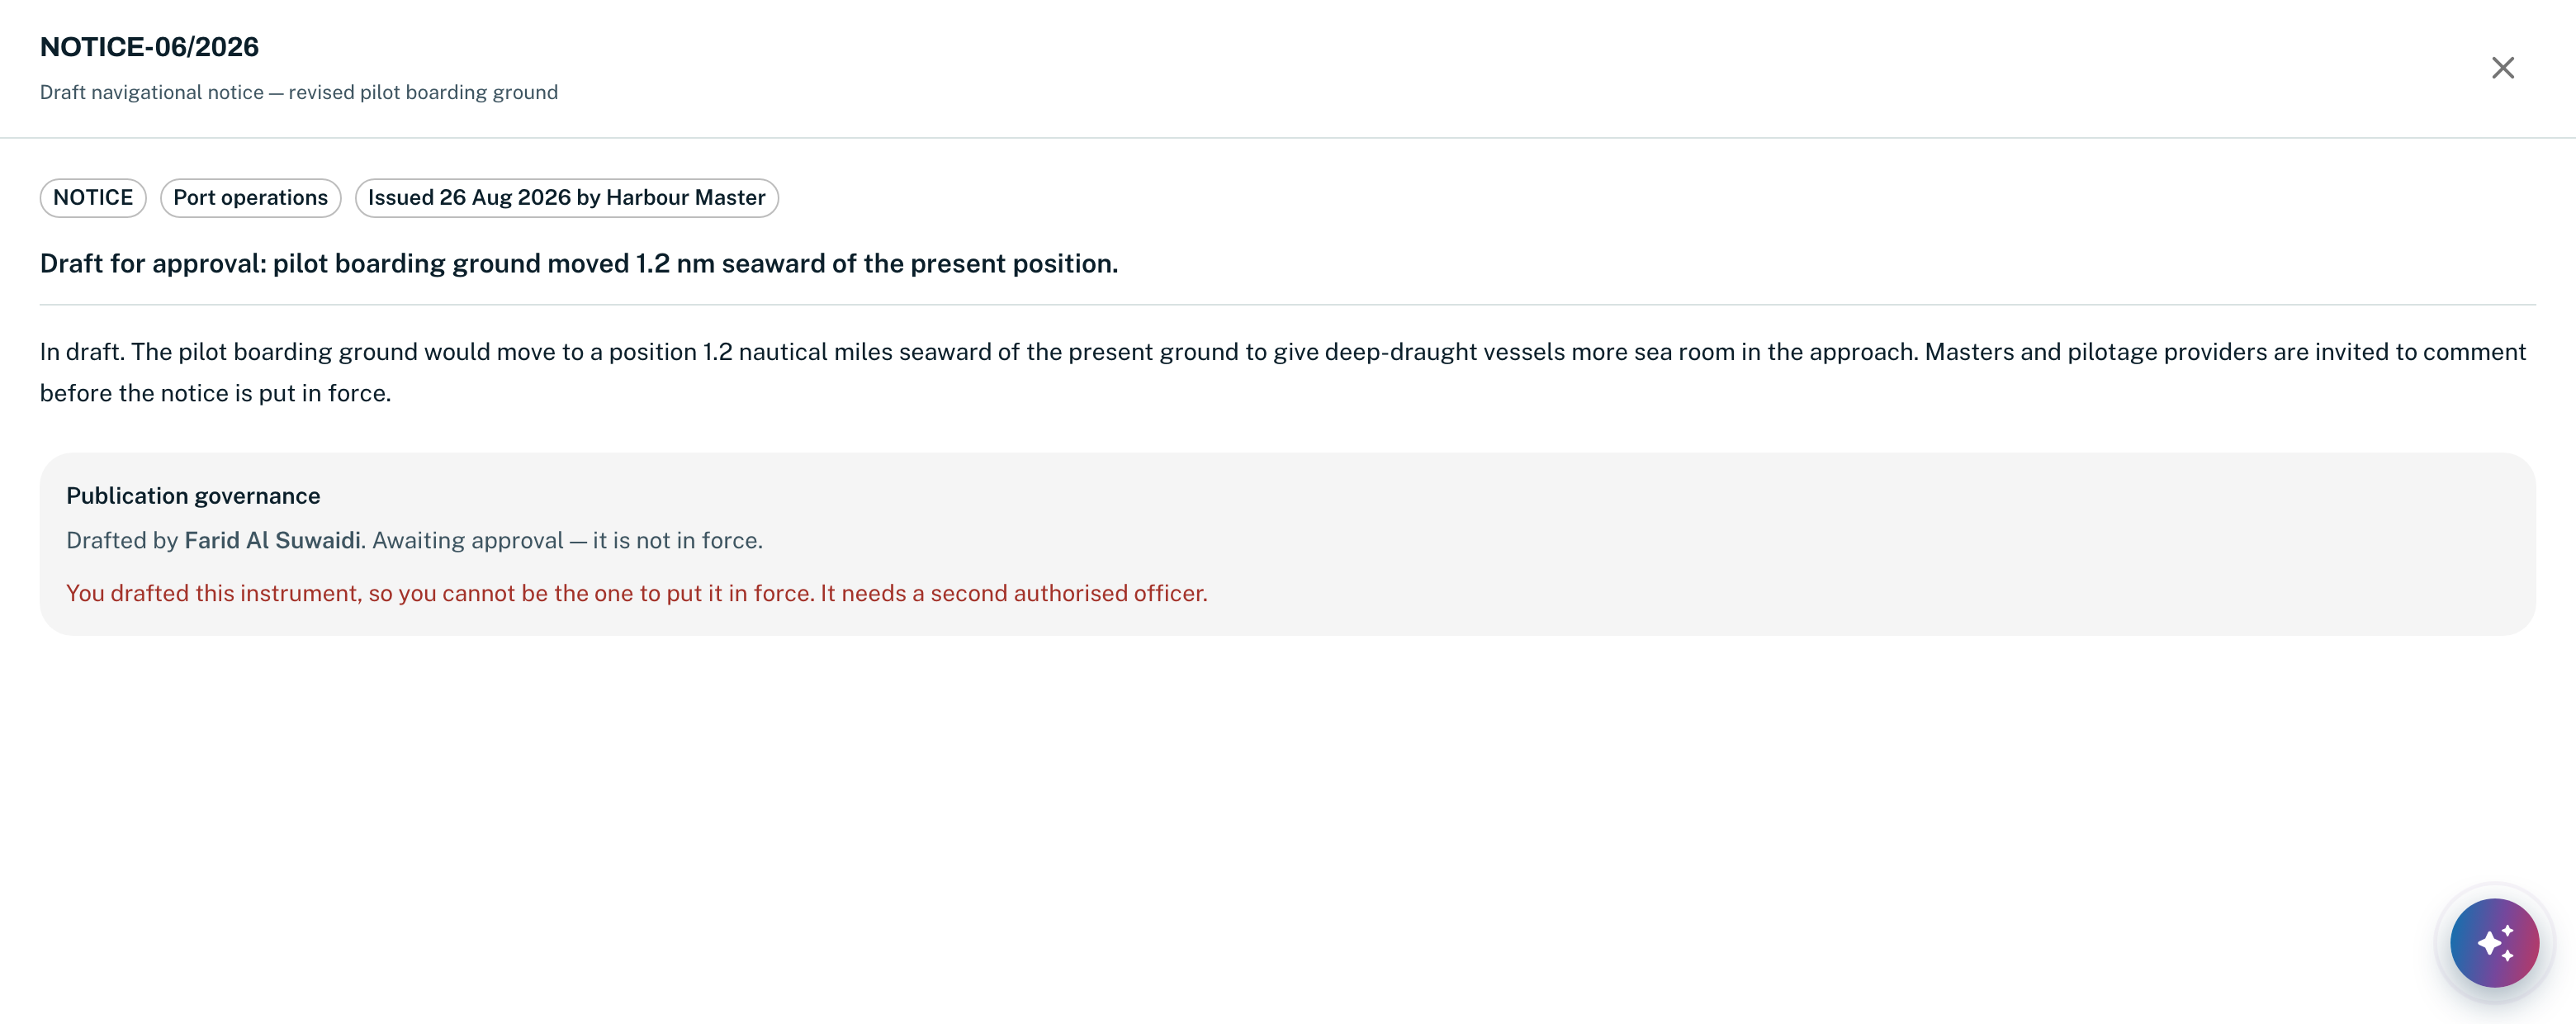 NOTICE-06/2026
Draft navigational notice — revised pilot boarding ground
NOTICE
Port operations
Issued 26 Aug 2026 by Harbour Master
Draft for approval: pilot boarding ground moved 1.2 nm seaward of the present position.
In draft. The pilot boarding ground would move to a position 1.2 nautical miles seaward of the present ground to give deep-draught vessels more sea room in the approach. Masters and pilotage providers are invited to comment
before the notice is put in force.
Publication governance
Drafted by Farid Al Suwaidi. Awaiting approval — it is not in force.
You drafted this instrument, so you cannot be the one to put it in force. It needs a second authorised officer.